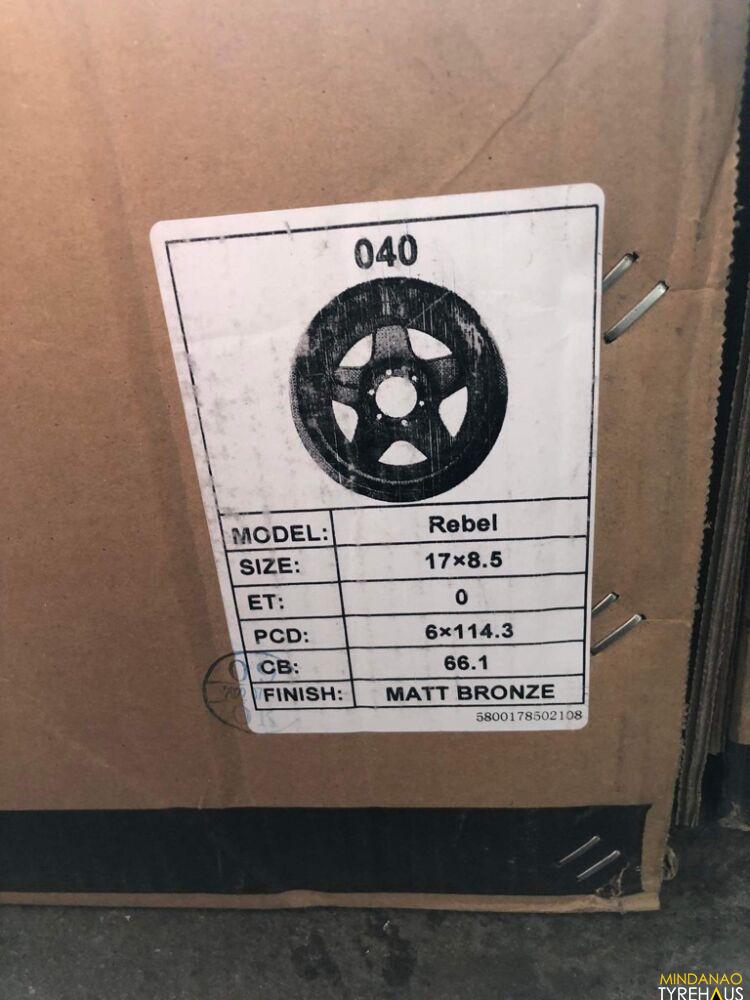 040
MODEL: Rebel
SIZE: 17×8.5
ET: 0
PCD: 6×114.3
CB: 66.1
FINISH: MATT BRONZE
5800178502108
OK
MINDANAO
TYREHAUS